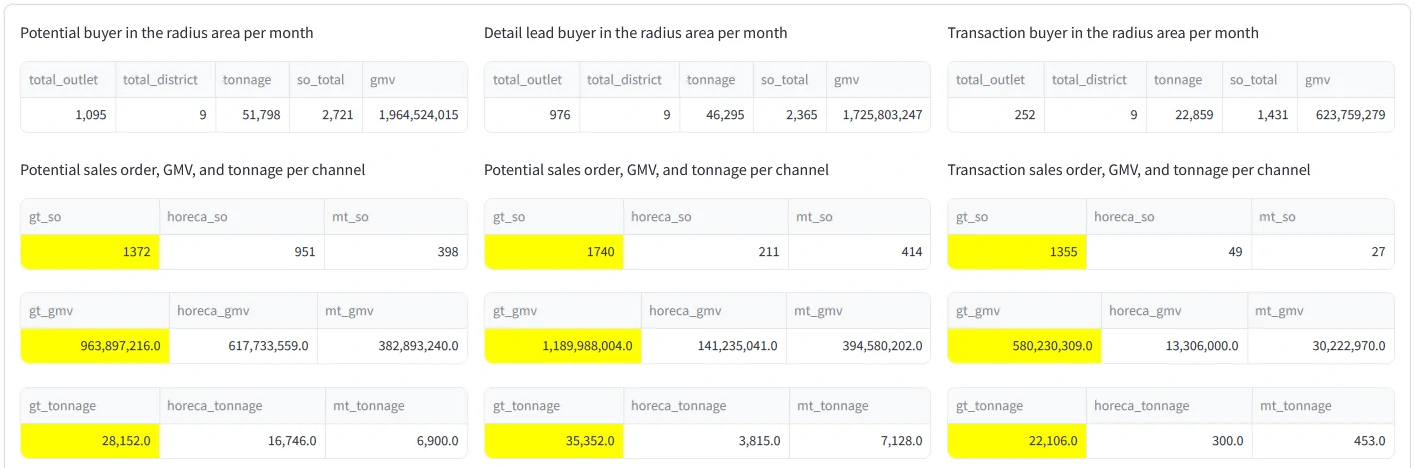 Potential buyer in the radius area per month
total_outlet total_district tonnage so_total gmv
1,095 9 51,798 2,721 1,964,524,015
Detail lead buyer in the radius area per month
total_outlet total_district tonnage so_total gmv
976 9 46,295 2,365 1,725,803,247
Transaction buyer in the radius area per month
total_outlet total_district tonnage so_total gmv
252 9 22,859 1,431 623,759,279
Potential sales order, GMV, and tonnage per channel
gt_so horeca_so mt_so
1372 951 398
gt_gmv horeca_gmv mt_gmv
963,897,216.0 617,733,559.0 382,893,240.0
gt_tonnage horeca_tonnage mt_tonnage
28,152.0 16,746.0 6,900.0
Potential sales order, GMV, and tonnage per channel
gt_so horeca_so mt_so
1740 211 414
gt_gmv horeca_gmv mt_gmv
1,189,988,004.0 141,235,041.0 394,580,202.0
gt_tonnage horeca_tonnage mt_tonnage
35,352.0 3,815.0 7,128.0
Transaction sales order, GMV, and tonnage per channel
gt_so horeca_so mt_so
1355 49 27
gt_gmv horeca_gmv mt_gmv
580,230,309.0 13,306,000.0 30,222,970.0
gt_tonnage horeca_tonnage mt_tonnage
22,106.0 300.0 453.0